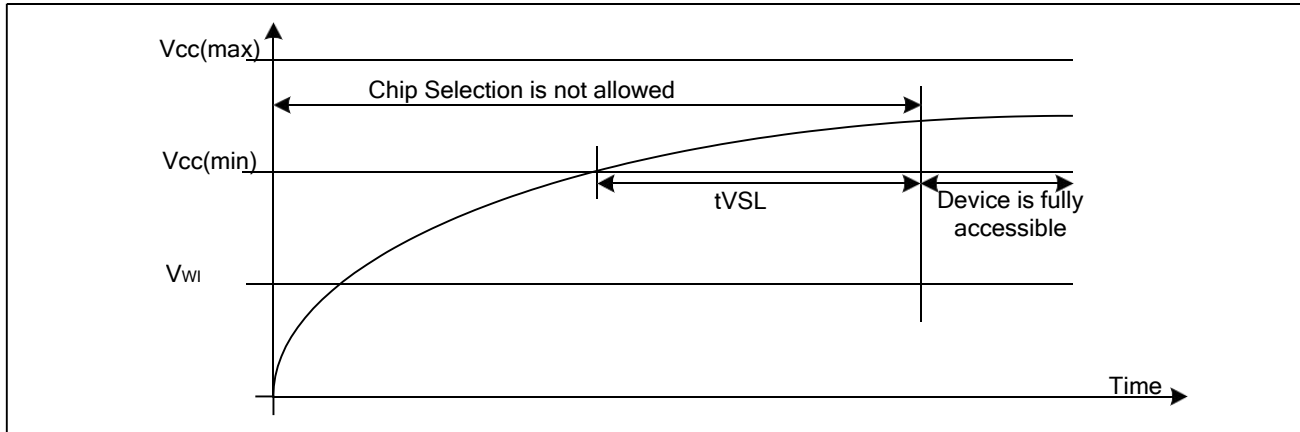 Vcc(max)
Chip Selection is not allowed
Vcc(min)
tVSL
Device is fully
accessible
VWI
Time